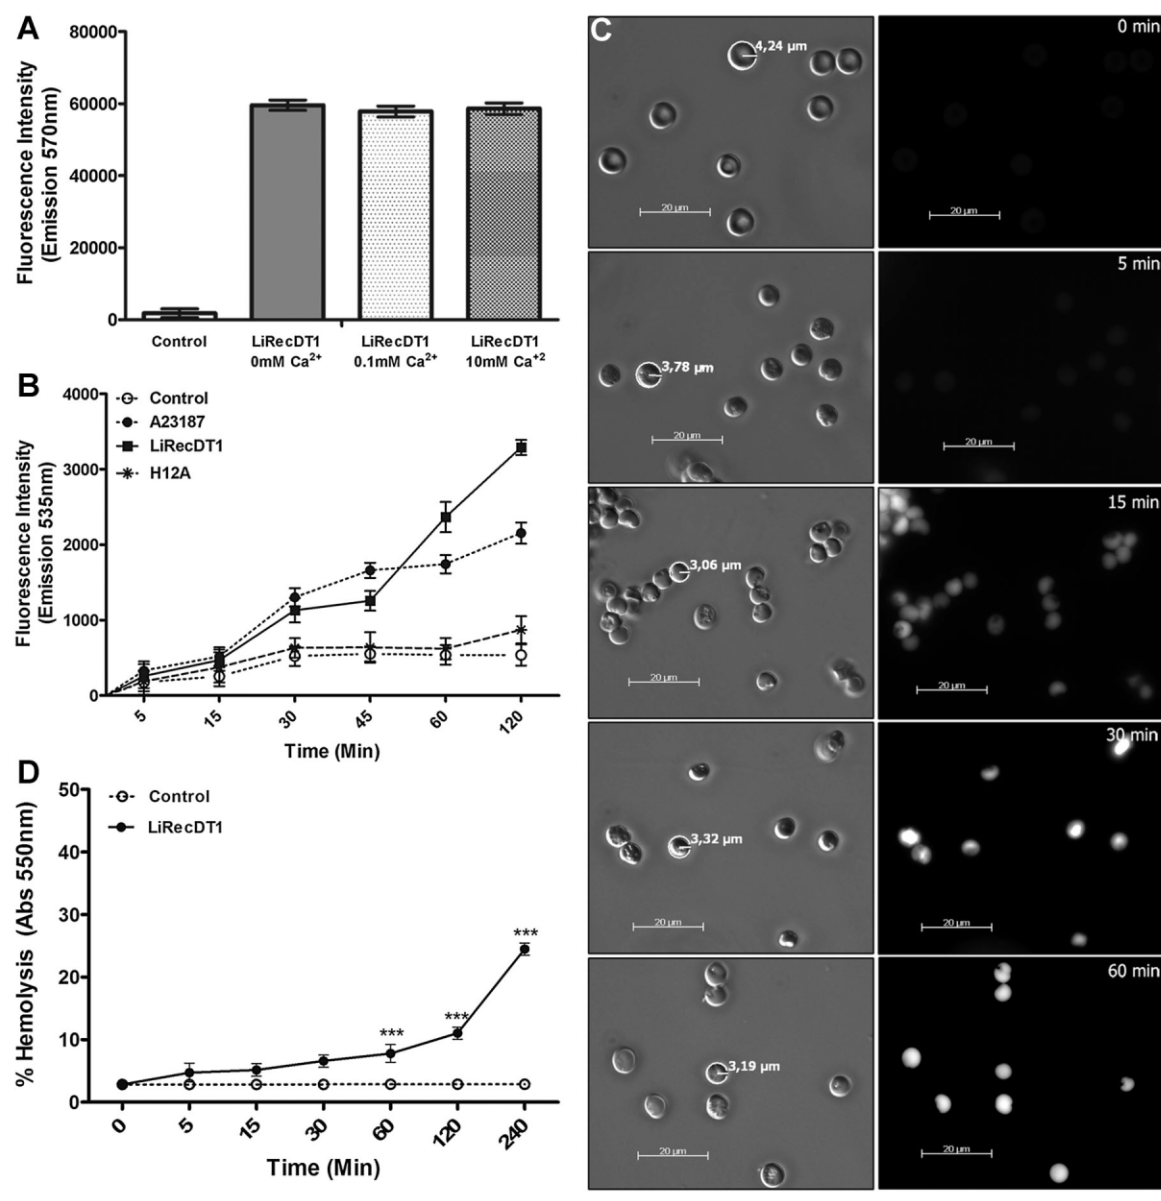 A
Fluorescence Intensity
(Emission 570nm)
80000
60000
40000
20000
0
Control
LiRecDT1
0mM Ca²⁺
LiRecDT1
0.1mM Ca²⁺
LiRecDT1
10mM Ca⁺²
B
Fluorescence Intensity
(Emission 535nm)
4000
3000
2000
1000
0
Control
A23187
LiRecDT1
H12A
5
15
30
45
60
120
Time (Min)
D
% Hemolysis (Abs 550nm)
50
40
30
20
10
0
Control
LiRecDT1
***
***
***
0
5
15
30
60
120
240
Time (Min)
C
4,24 µm
20 µm
0 min
20 µm
3,78 µm
20 µm
5 min
20 µm
3,06 µm
20 µm
15 min
20 µm
3,32 µm
20 µm
30 min
20 µm
3,19 µm
20 µm
60 min
20 µm